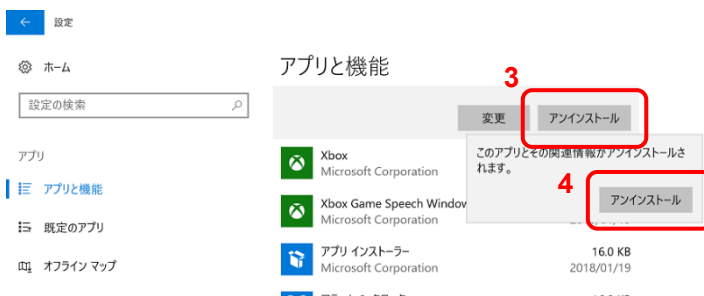 設定
ホーム
アプリと機能
3
設定の検索
変更
アンインストール
アプリ
Xbox
Microsoft Corporation
このアプリとその関連情報がアンインストールさ
れます。
4
アンインストール
アプリと機能
Xbox Game Speech Window
Microsoft Corporation
既定のアプリ
アプリ インストーラー
16.0 KB
Microsoft Corporation
2018/01/19
オフライン マップ